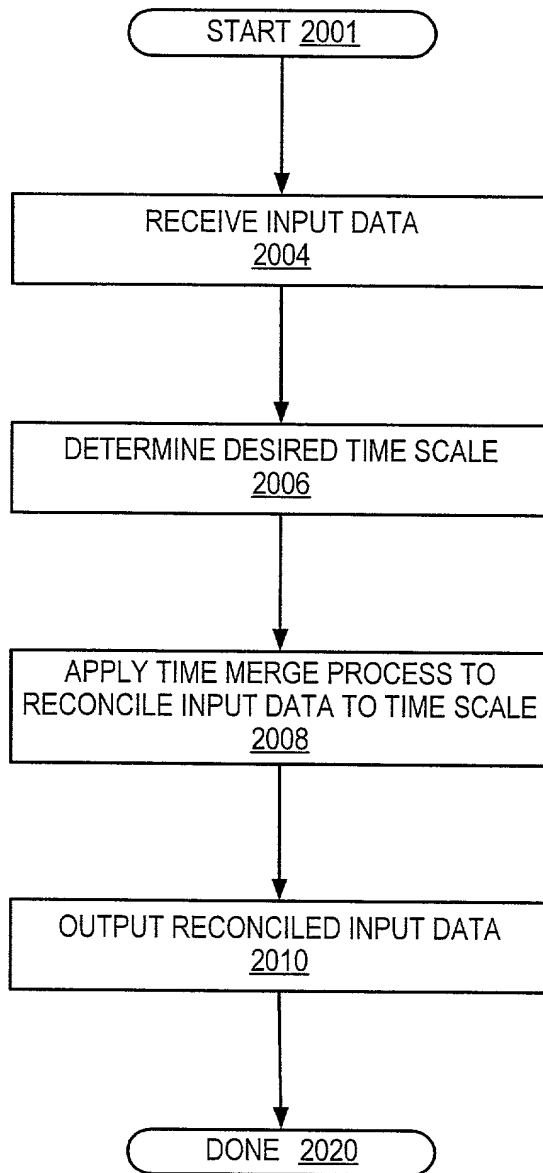 START 2001
RECEIVE INPUT DATA
2004
DETERMINE DESIRED TIME SCALE
2006
APPLY TIME MERGE PROCESS TO
RECONCILE INPUT DATA TO TIME SCALE
2008
OUTPUT RECONCILED INPUT DATA
2010
DONE 2020